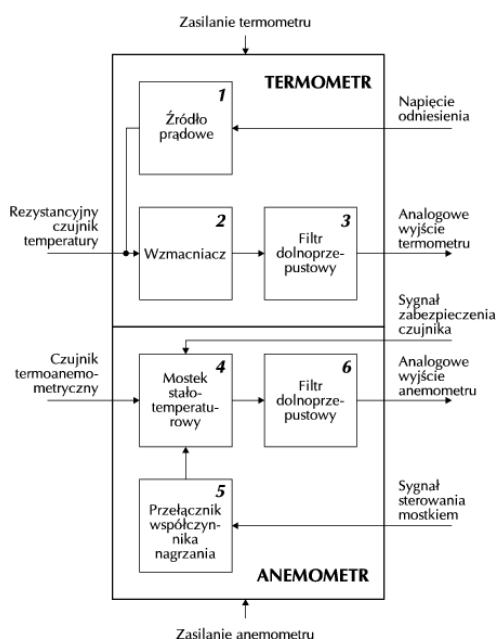 Zasilanie termometru
TERMOMETR
1
Źródło
prądowe
Napięcie
odniesienia
Rezystancyjny
czujnik
temperatury
2
Wzmacniacz
3
Filtr
dolnoprze-
pustowy
Analogowe
wyjście
termometru
Sygnał
zabezpieczenia
czujnika
Czujnik
termoanemo-
metryczny
4
Mostek
stało-
temperatu-
rowy
6
Filtr
dolnoprze-
pustowy
Analogowe
wyjście
anemometru
5
Przełącznik
współczyn-
nika
nagrzania
Sygnał
sterowania
mostkiem
ANEMOMETR
Zasilanie anemometru